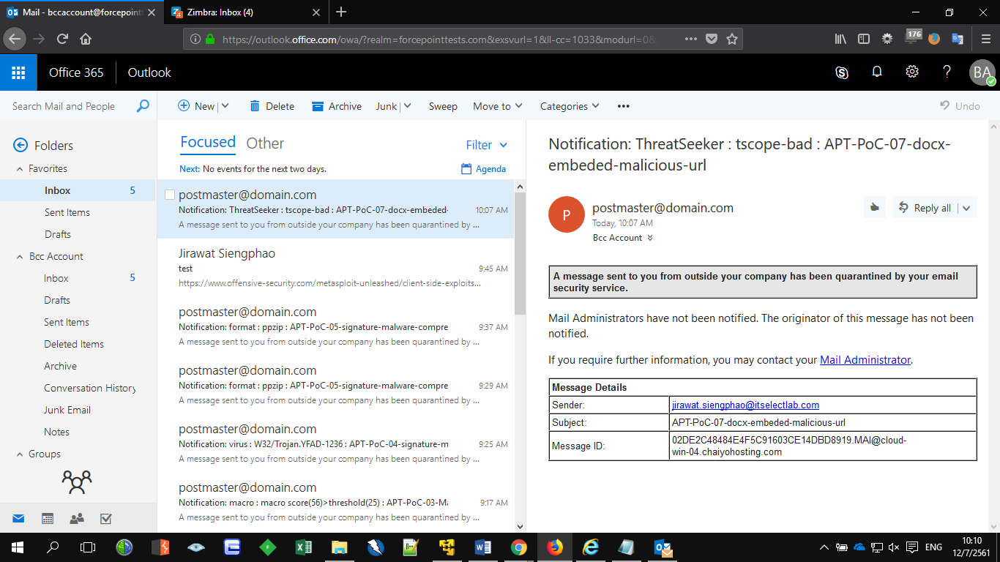 Mail - bccaccount@forcepointt
Zimbra: Inbox (4)
https://outlook.office.com/owa/?realm=forcepointtests.com&exsvurl=1&ll-cc=1033&modurl=0&
176
Office 365
Outlook
BA
Search Mail and People
New
Delete
Archive
Junk
Sweep
Move to
Categories
Undo
Folders
Favorites
Inbox 5
Sent Items
Drafts
Bcc Account
Inbox 5
Drafts
Sent Items
Deleted Items
Archive
Conversation History
Junk Email
Notes
Groups
Focused
Other
Filter
Next: No events for the next two days.
Agenda
postmaster@domain.com
Notification: ThreatSeeker : tscope-bad : APT-PoC-07-docx-embeded- 10:07 AM
A message sent to you from outside your company has been quarantined by ...
Jirawat Siengphao
test 9:45 AM
https://www.offensive-security.com/metasploit-unleashed/client-side-exploits...
postmaster@domain.com
Notification: format : ppzip : APT-PoC-05-signature-malware-compre 9:37 AM
A message sent to you from outside your company has been quarantined by ...
postmaster@domain.com
Notification: format : ppzip : APT-PoC-05-signature-malware-compre 9:29 AM
A message sent to you from outside your company has been quarantined by ...
postmaster@domain.com
Notification: virus : W32/Trojan.YFAD-1236 : APT-PoC-04-signature-m 9:25 AM
A message sent to you from outside your company has been quarantined by ...
postmaster@domain.com
Notification: macro : macro score(56)>threshold(25) : APT-PoC-03-Ma 9:17 AM
A message sent to you from outside your company has been quarantined by ...
Notification: ThreatSeeker : tscope-bad : APT-PoC-07-docx-
embeded-malicious-url
P
postmaster@domain.com
Today, 10:07 AM
Bcc Account
Reply all
A message sent to you from outside your company has been quarantined by your email
security service.
Mail Administrators have not been notified. The originator of this message has not been
notified.
If you require further information, you may contact your Mail Administrator.
Message Details
Sender: jirawat.siengphao@itselectlab.com
Subject: APT-PoC-07-docx-embeded-malicious-url
Message ID: 02DE2C48484E4F5C91603CE14DBD8919.MAI@cloud-
win-04.chaiyohosting.com
ENG
10:10
12/7/2561